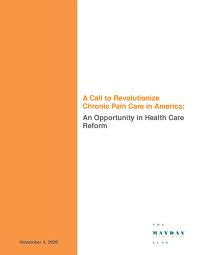 A Call to Revolutionize
Chronic Pain Care in America:
An Opportunity in Health Care
Reform
THE
MAYDAY
FUND
November 4, 2009